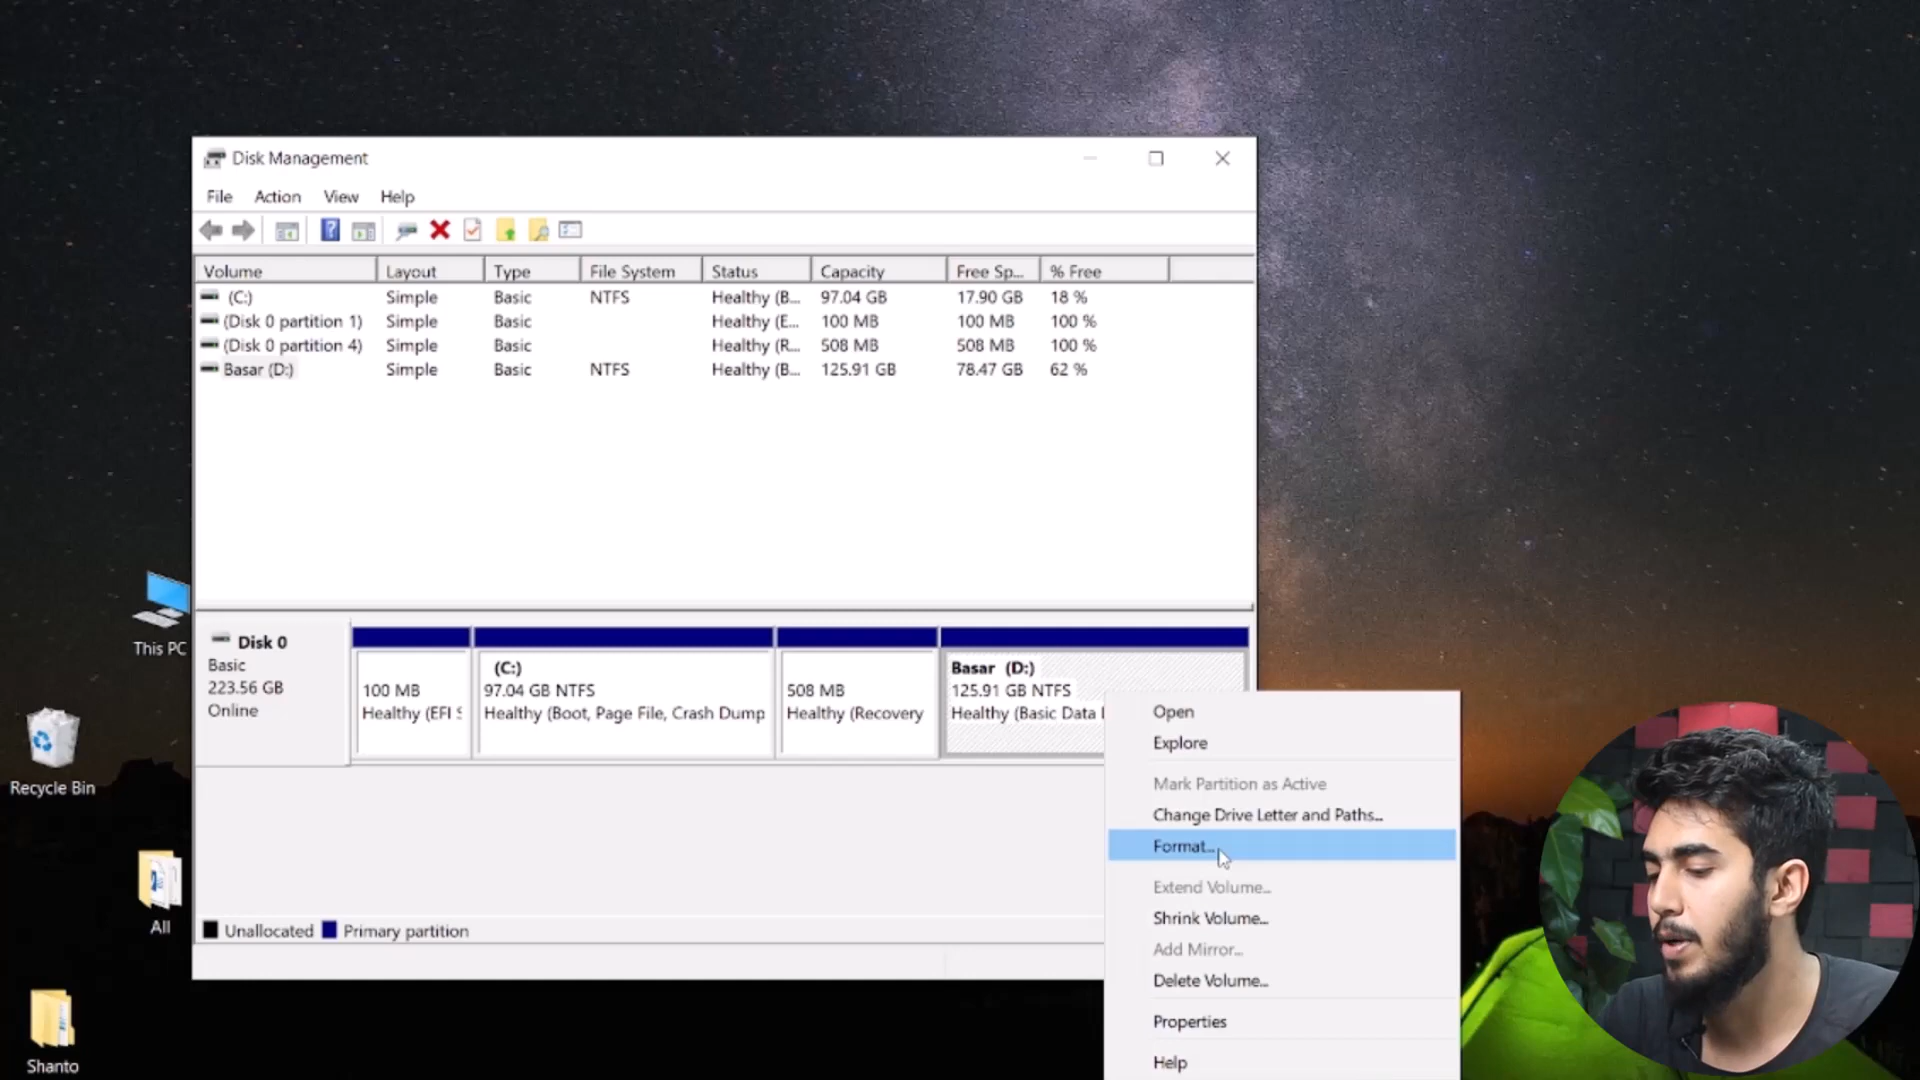 Disk Management
File Action View Help
Volume Layout Type File System Status Capacity Free Sp... % Free
(C:) Simple Basic NTFS Healthy (B... 97.04 GB 17.90 GB 18 %
(Disk 0 partition 1) Simple Basic Healthy (E... 100 MB 100 MB 100 %
(Disk 0 partition 4) Simple Basic Healthy (R... 508 MB 508 MB 100 %
Basar (D:) Simple Basic NTFS Healthy (B... 125.91 GB 78.47 GB 62 %
This PC
Recycle Bin
All
Shanto
Disk 0
Basic
223.56 GB
Online
100 MB
Healthy (EFI S
(C:)
97.04 GB NTFS
Healthy (Boot, Page File, Crash Dump
508 MB
Healthy (Recovery
Basar (D:)
125.91 GB NTFS
Healthy (Basic Data
Unallocated Primary partition
Open
Explore
Mark Partition as Active
Change Drive Letter and Paths...
Format...
Extend Volume...
Shrink Volume...
Add Mirror...
Delete Volume...
Properties
Help